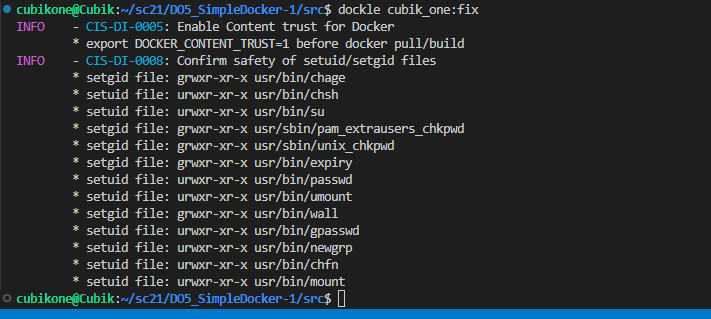 cubikone@Cubik:~/sc21/DO5_SimpleDocker-1/src$ dockle cubik_one:fix
INFO    - CIS-DI-0005: Enable Content trust for Docker
        * export DOCKER_CONTENT_TRUST=1 before docker pull/build
INFO    - CIS-DI-0008: Confirm safety of setuid/setgid files
        * setgid file: grwxr-xr-x usr/bin/chage
        * setuid file: urwxr-xr-x usr/bin/chsh
        * setuid file: urwxr-xr-x usr/bin/su
        * setgid file: grwxr-xr-x usr/sbin/pam_extrausers_chkpwd
        * setgid file: grwxr-xr-x usr/sbin/unix_chkpwd
        * setgid file: grwxr-xr-x usr/bin/expiry
        * setuid file: urwxr-xr-x usr/bin/passwd
        * setuid file: urwxr-xr-x usr/bin/umount
        * setgid file: grwxr-xr-x usr/bin/wall
        * setuid file: urwxr-xr-x usr/bin/gpasswd
        * setuid file: urwxr-xr-x usr/bin/newgrp
        * setuid file: urwxr-xr-x usr/bin/chfn
        * setuid file: urwxr-xr-x usr/bin/mount
cubikone@Cubik:~/sc21/DO5_SimpleDocker-1/src$